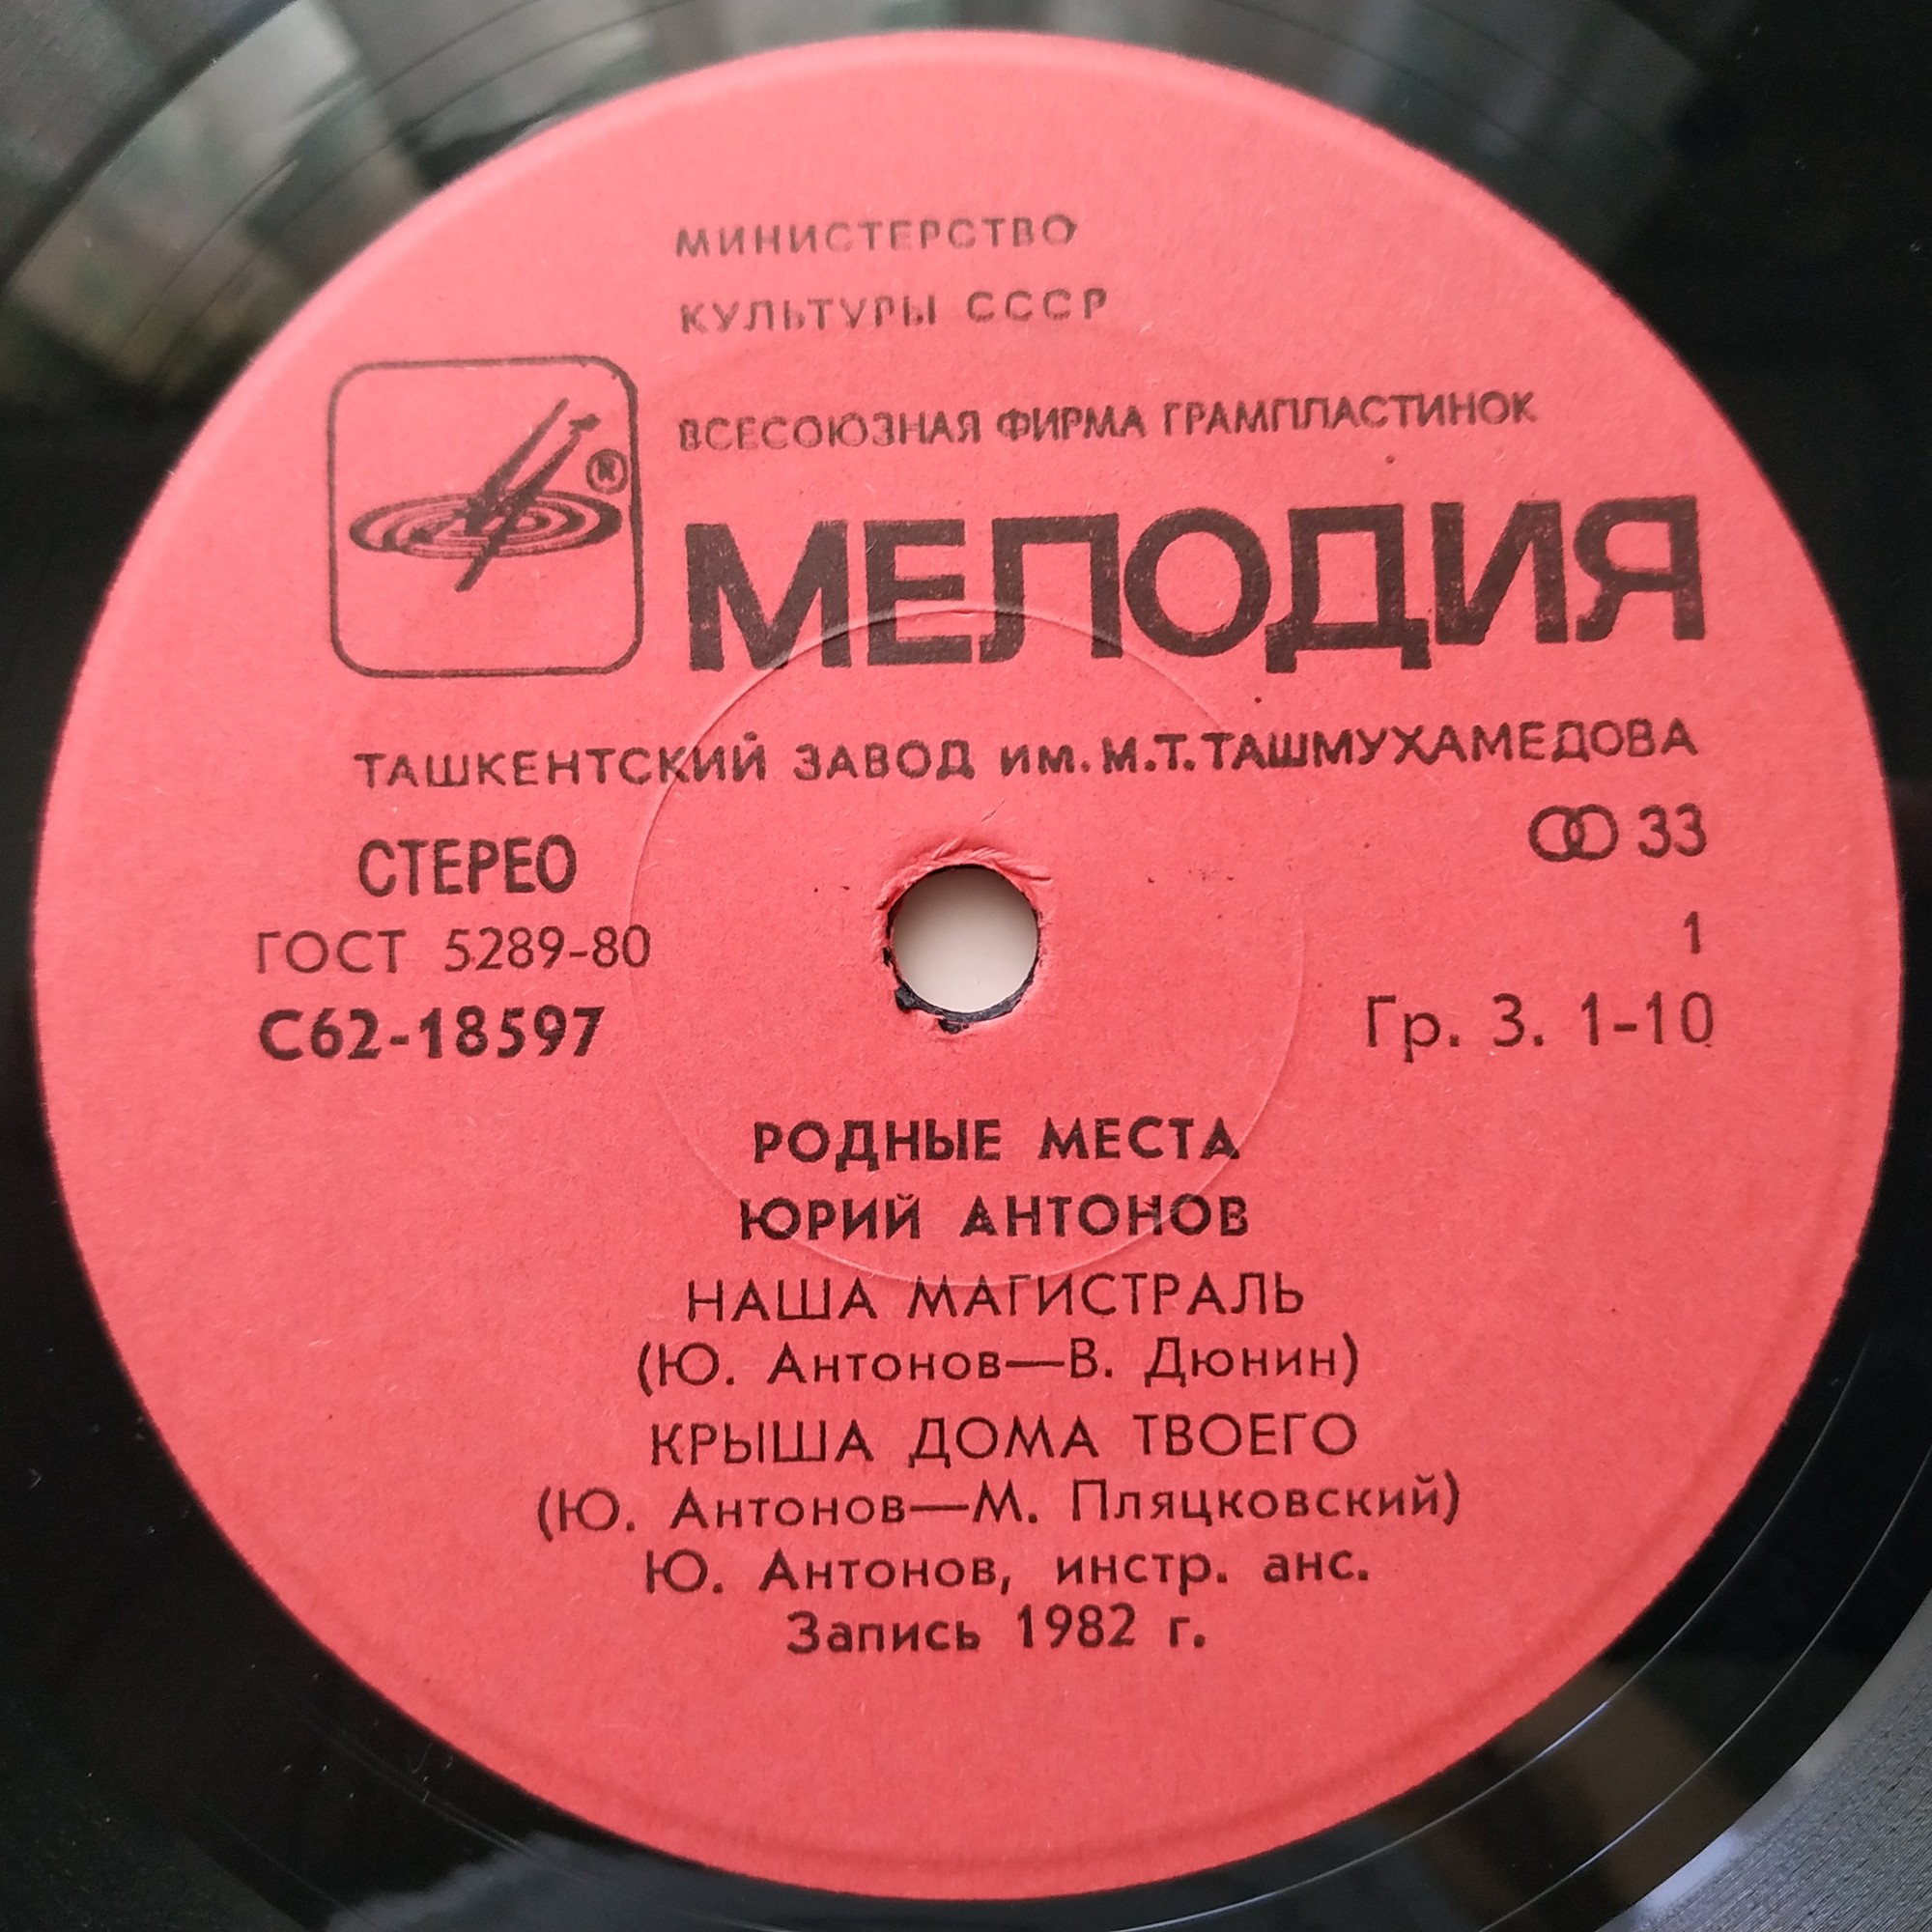 МИНИСТЕРСТВО
КУЛЬТУРЫ СССР
ВСЕСОЮЗНАЯ ФИРМА ГРАМПЛАСТИНОК
®
МЕЛОДИЯ
ТАШКЕНТСКИЙ ЗАВОД ИМ. М.Т. ТАШМУХАМЕДОВА
СТЕРЕО
33
ГОСТ 5289-80
1
С62-18597
Гр. 3. 1-10
РОДНЫЕ МЕСТА
ЮРИЙ АНТОНОВ
НАША МАГИСТРАЛЬ
(Ю. Антонов—В. Дюнин)
КРЫША ДОМА ТВОЕГО
(Ю. Антонов—М. Пляцковский)
Ю. Антонов, инстр. анс.
Запись 1982 г.